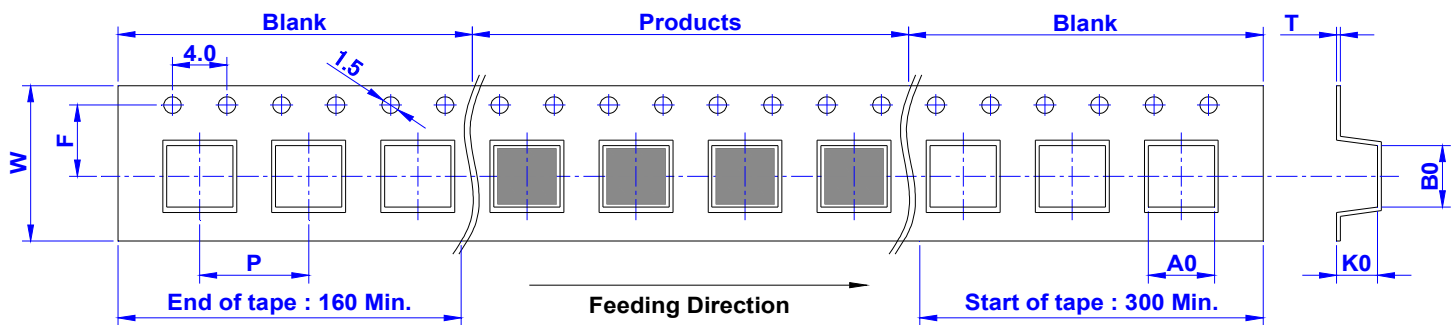 Blank
Products
Blank
T
4.0
1.5
F
W
B0
P
A0
K0
End of tape : 160 Min.
Feeding Direction
Start of tape : 300 Min.